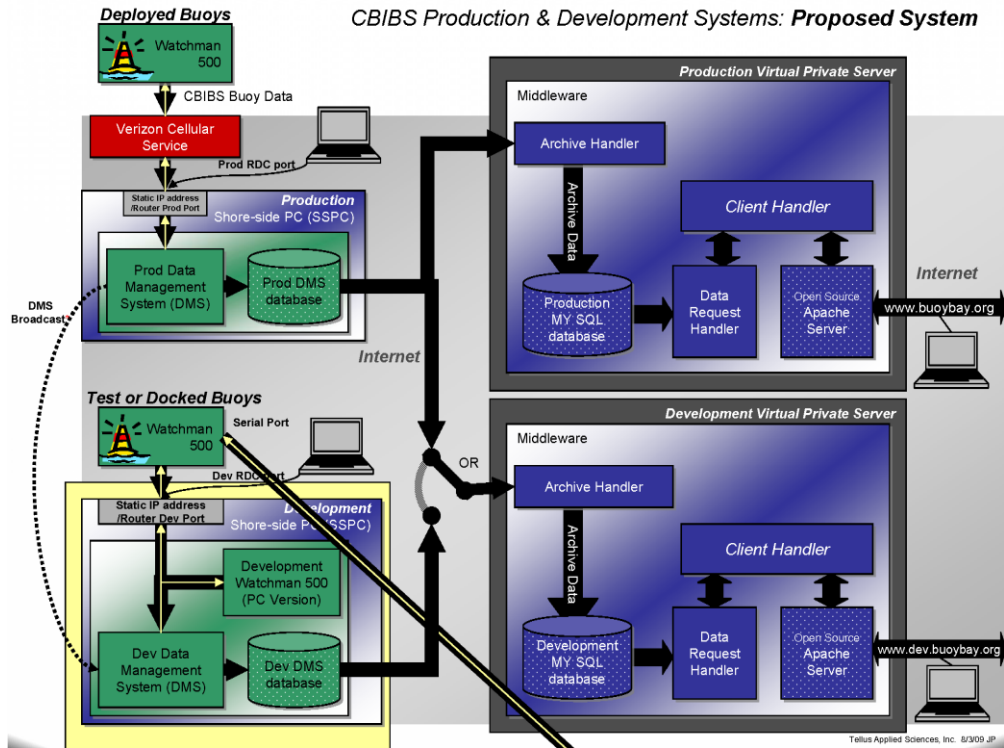 Deployed Buoys
CBIBS Production & Development Systems: Proposed System
Watchman
500
CBIBS Buoy Data
Verizon Cellular
Service
Prod RDC port
Static IP address
/Router Prod Port
Production
Shore-side PC (SSPC)
Prod Data
Management
System (DMS)
Prod DMS
database
DMS
Broadcast
Internet
Production Virtual Private Server
Middleware
Archive Handler
Archive Data
Production
MY SQL
database
Client Handler
Data
Request
Handler
Open Source
Apache
Server
Internet
www.buoybay.org
Test or Docked Buoys
Watchman
500
Serial Port
Dev RDC port
Static IP address
/Router Dev Port
Development
Shore-side PC (SSPC)
Development
Watchman 500
(PC Version)
Dev Data
Management
System (DMS)
Dev DMS
database
OR
Development Virtual Private Server
Middleware
Archive Handler
Archive Data
Development
MY SQL
database
Client Handler
Data
Request
Handler
Open Source
Apache
Server
www.dev.buoybay.org
Tellus Applied Sciences, Inc. 8/3/09 JP